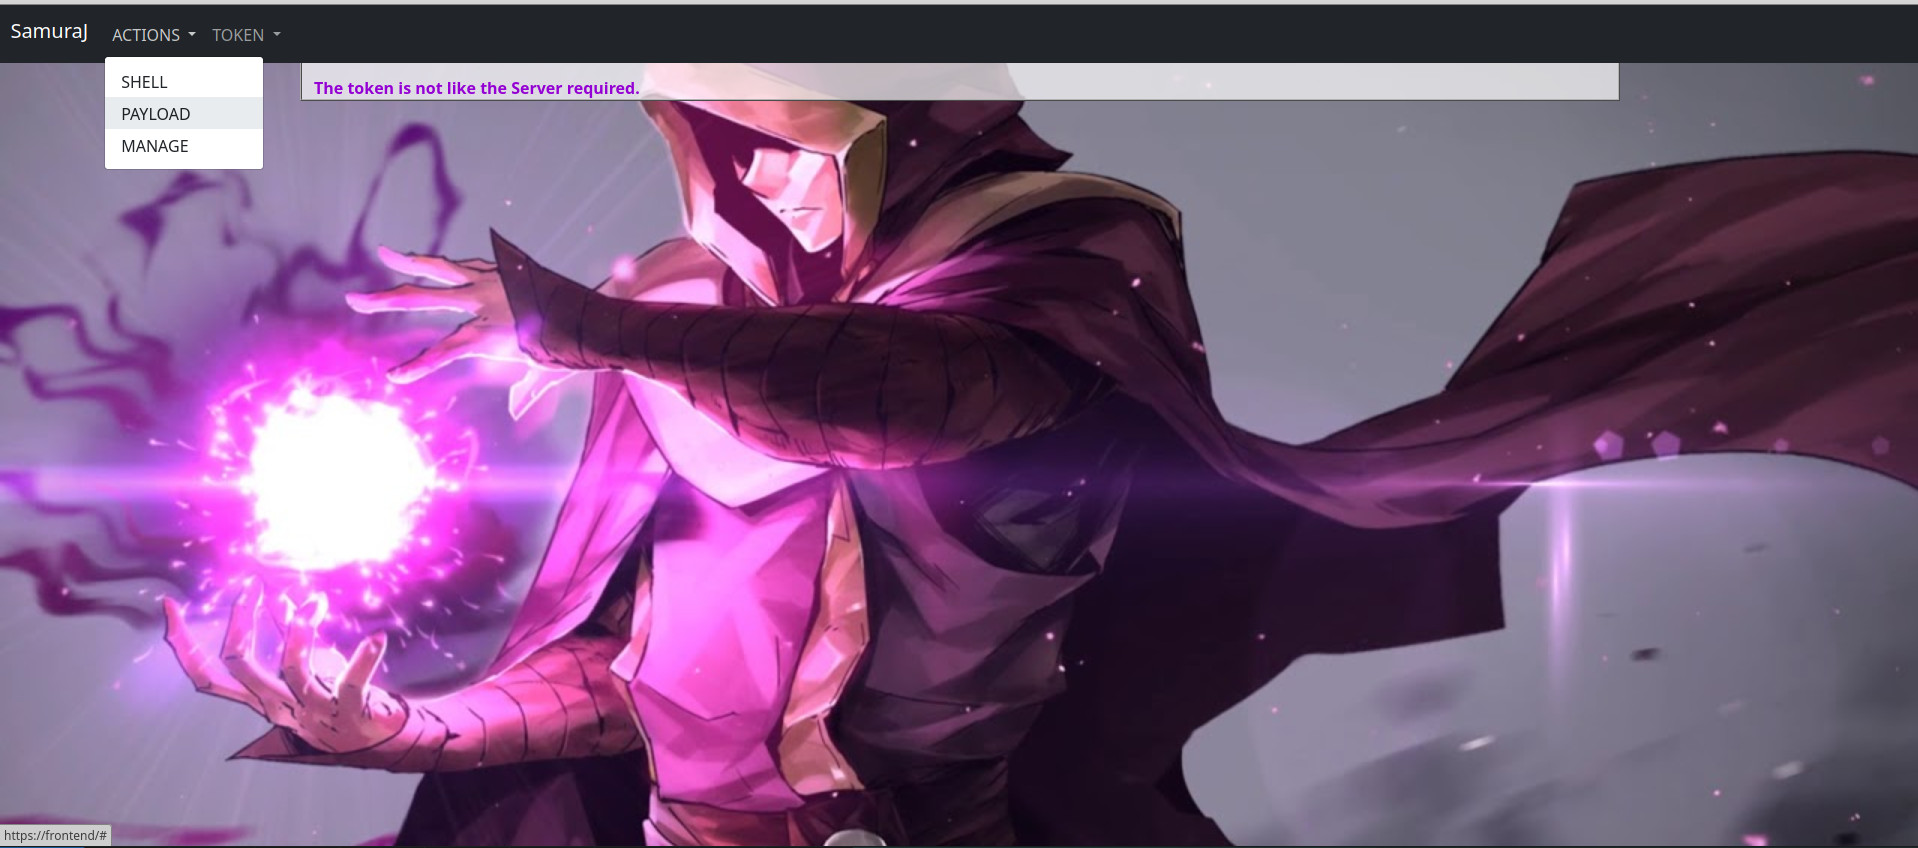 SamuraJ ACTIONS TOKEN
SHELL
The token is not like the Server required.
PAYLOAD
MANAGE
https://frontend/#